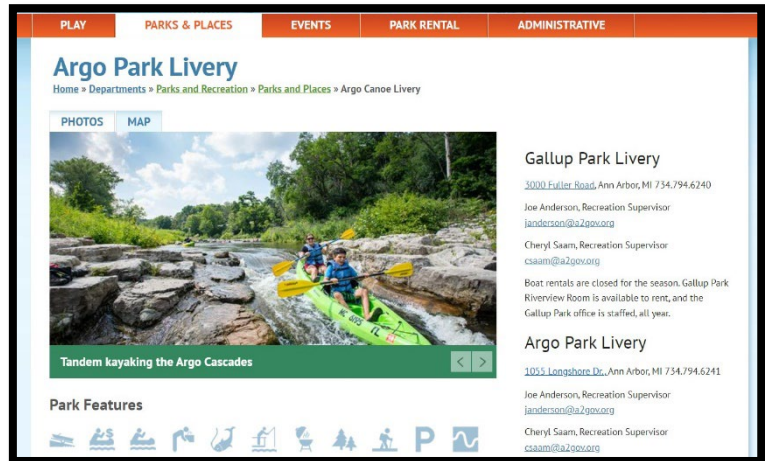 PLAY PARKS & PLACES EVENTS PARK RENTAL ADMINISTRATIVE
Argo Park Livery
Home » Departments » Parks and Recreation » Parks and Places » Argo Canoe Livery
PHOTOS MAP
Tandem kayaking the Argo Cascades
< >
Park Features
P
Gallup Park Livery
3000 Fuller Road, Ann Arbor, MI 734.794.6240
Joe Anderson, Recreation Supervisor
janderson@a2gov.org
Cheryl Saam, Recreation Supervisor
csaam@a2gov.org
Boat rentals are closed for the season. Gallup Park
Riverview Room is available to rent, and the
Gallup Park office is staffed, all year.
Argo Park Livery
1055 Longshore Dr., Ann Arbor, MI 734.794.6241
Joe Anderson, Recreation Supervisor
janderson@a2gov.org
Cheryl Saam, Recreation Supervisor
csaam@a2gov.org